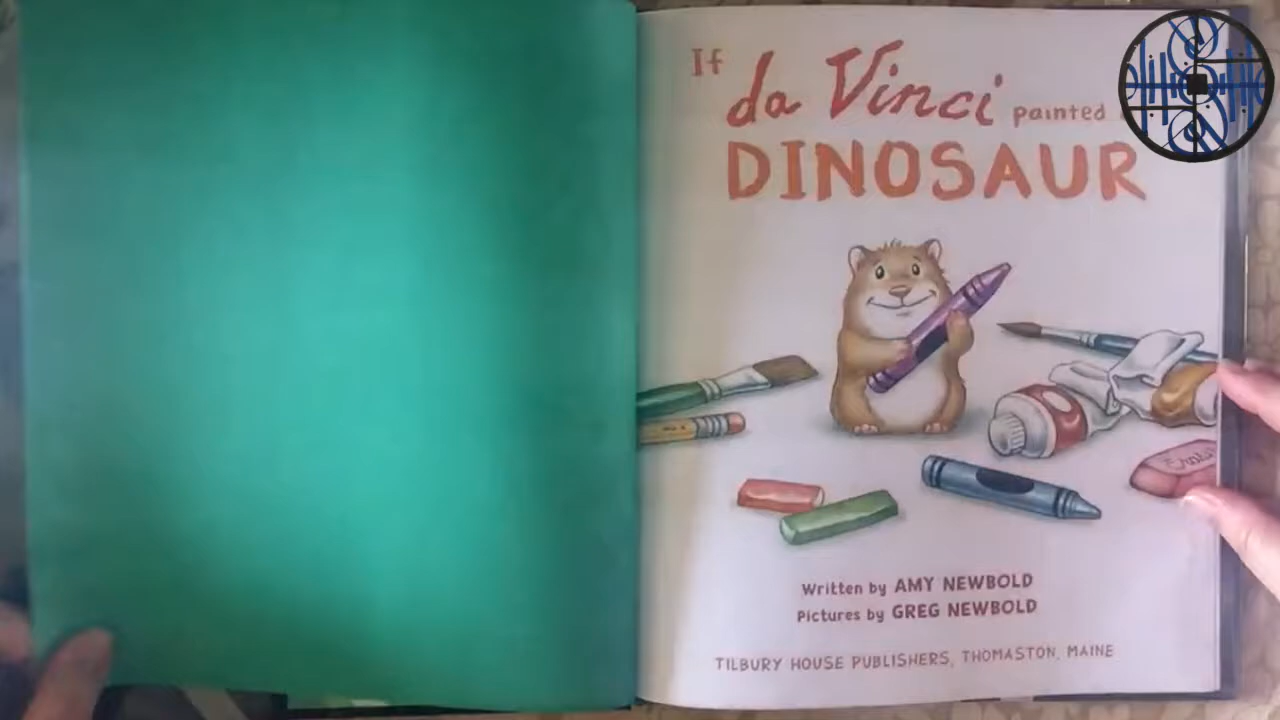 If da Vinci painted
DINOSAUR
Written by AMY NEWBOLD
Pictures by GREG NEWBOLD
TILBURY HOUSE PUBLISHERS, THOMASTON, MAINE